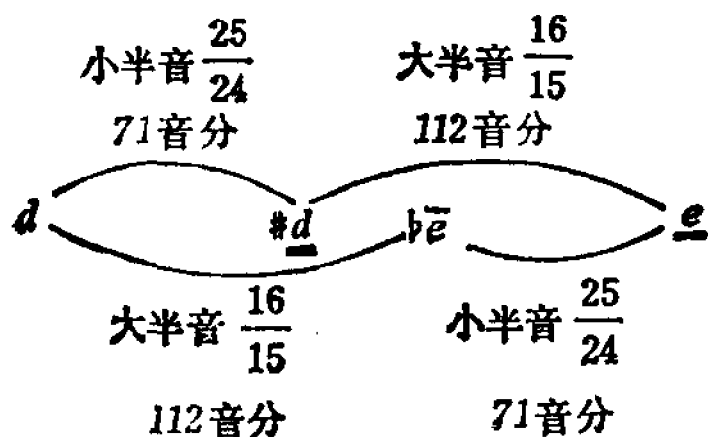 小半音 25/24 大半音 16/15
71音分 112音分
d #d̲ ♭e̅ e̲
大半音 16/15 小半音 25/24
112音分 71音分